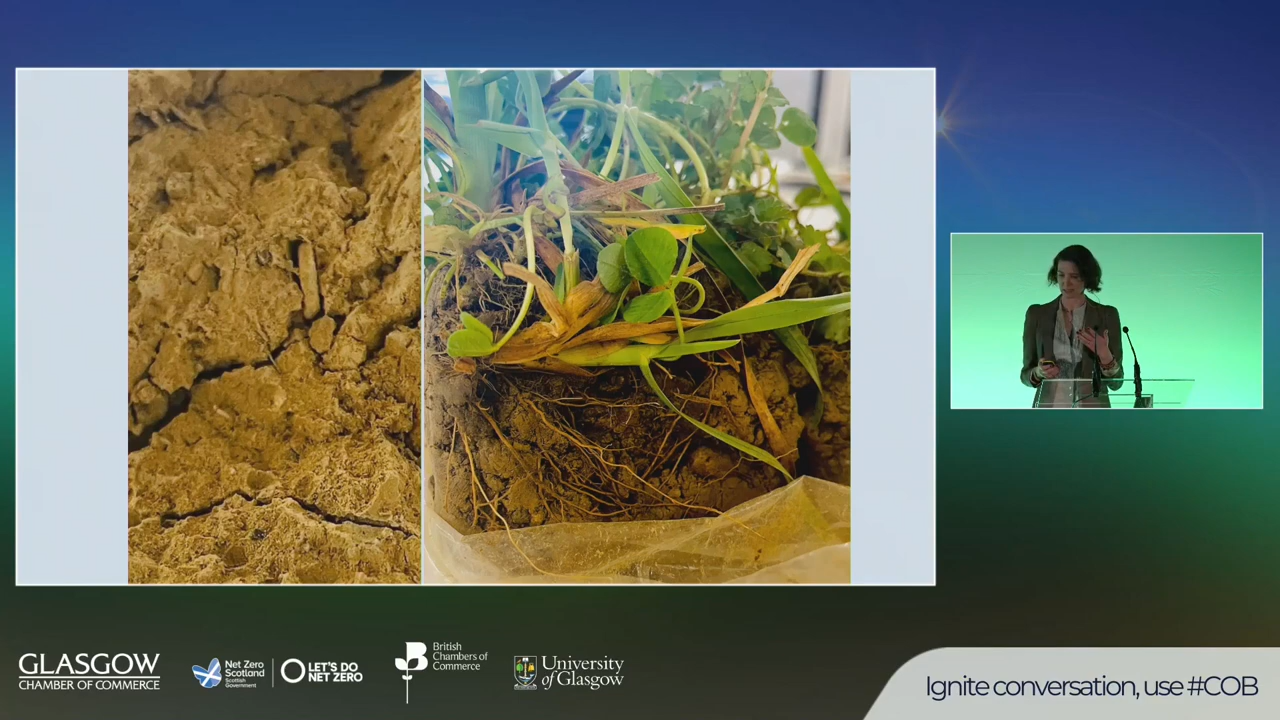 GLASGOW
CHAMBER OF COMMERCE
Net Zero
Scotland
Scottish
Government
LET'S DO
NET ZERO
British
Chambers of
Commerce
University
of Glasgow
Ignite conversation, use #COB